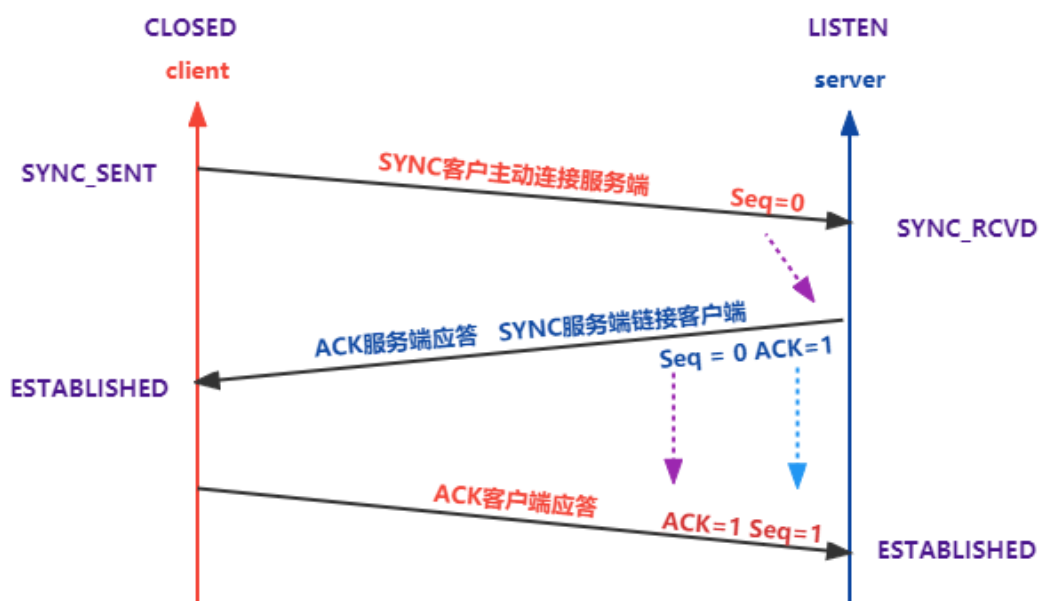 CLOSED
LISTEN
client
server
SYNC_SENT
SYNC客户主动连接服务端
Seq=0
SYNC_RCVD
ACK服务端应答 SYNC服务端链接客户端
Seq = 0 ACK=1
ESTABLISHED
ACK客户端应答
ACK=1 Seq=1
ESTABLISHED